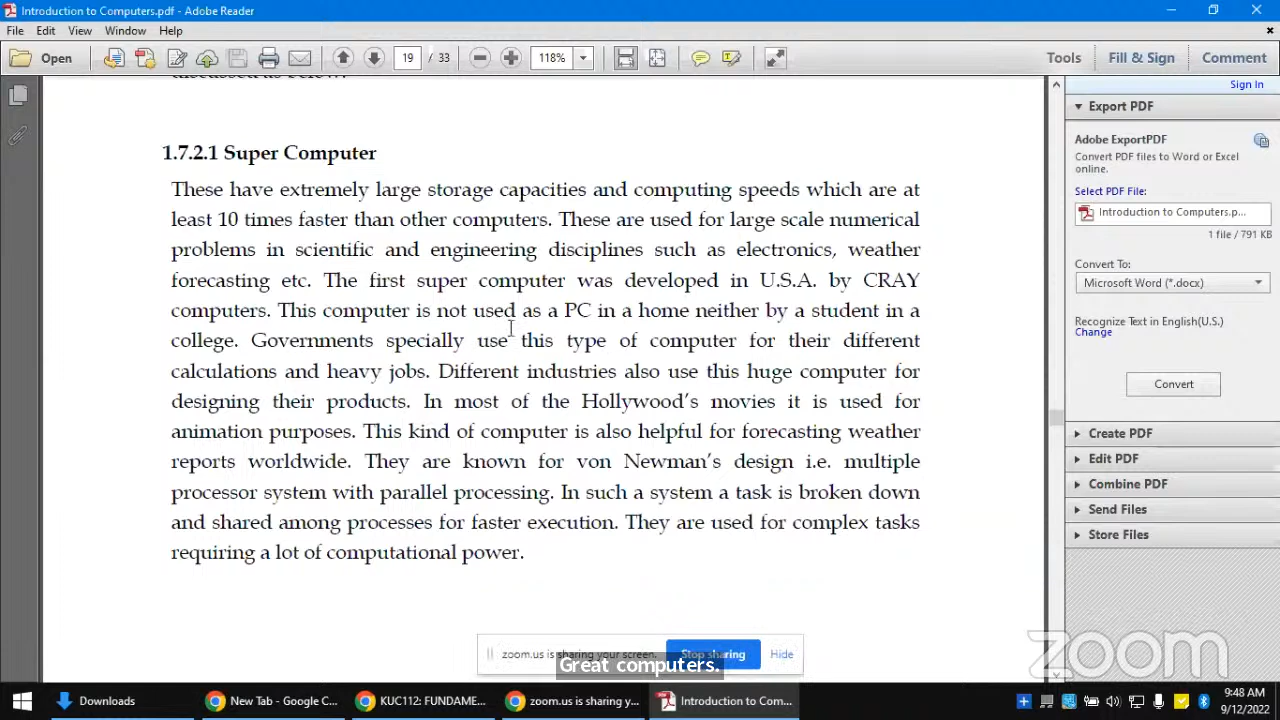 Introduction to Computers.pdf - Adobe Reader
File Edit View Window Help
Open 19 / 33 118% Tools Fill & Sign Comment
Sign In
1.7.2.1 Super Computer
These have extremely large storage capacities and computing speeds which are at
least 10 times faster than other computers. These are used for large scale numerical
problems in scientific and engineering disciplines such as electronics, weather
forecasting etc. The first super computer was developed in U.S.A. by CRAY
computers. This computer is not used as a PC in a home neither by a student in a
college. Governments specially use this type of computer for their different
calculations and heavy jobs. Different industries also use this huge computer for
designing their products. In most of the Hollywood's movies it is used for
animation purposes. This kind of computer is also helpful for forecasting weather
reports worldwide. They are known for von Newman's design i.e. multiple
processor system with parallel processing. In such a system a task is broken down
and shared among processes for faster execution. They are used for complex tasks
requiring a lot of computational power.
Export PDF
Adobe ExportPDF
Convert PDF files to Word or Excel
online.
Select PDF File:
Introduction to Computers.p...
1 file / 791 KB
Convert To:
Microsoft Word (*.docx)
Recognize Text in English(U.S.)
Change
Convert
Create PDF
Edit PDF
Combine PDF
Send Files
Store Files
zoom.us is sharing your screen. Stop sharing Hide
Great computers.
zoom
Downloads New Tab - Google C... KUC112: FUNDAME... zoom.us is sharing y... Introduction to Com...
9:48 AM
9/12/2022